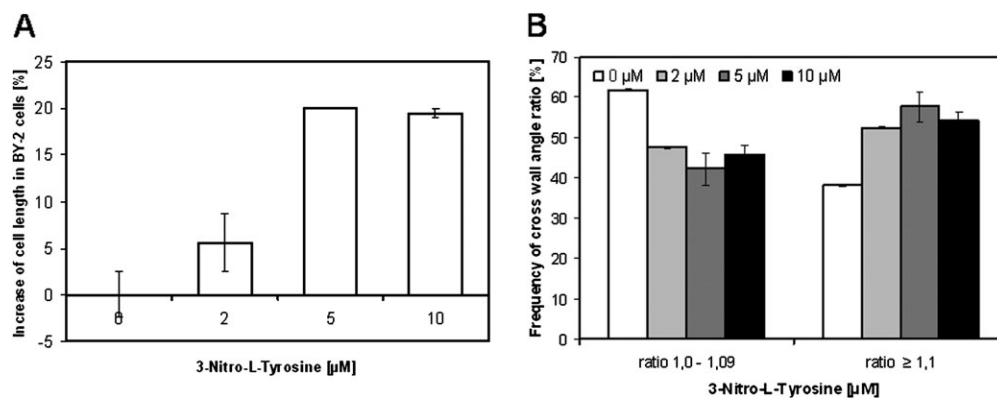 A
Increase of cell length in BY-2 cells [%]
25
20
15
10
5
0
-5
0 2 5 10
3-Nitro-L-Tyrosine [µM]
B
Frequency of cross wall angle ratio [%]
70
60
50
40
30
20
10
0
0 µM 2 µM 5 µM 10 µM
ratio 1,0 - 1,09 ratio ≥ 1,1
3-Nitro-L-Tyrosine [µM]